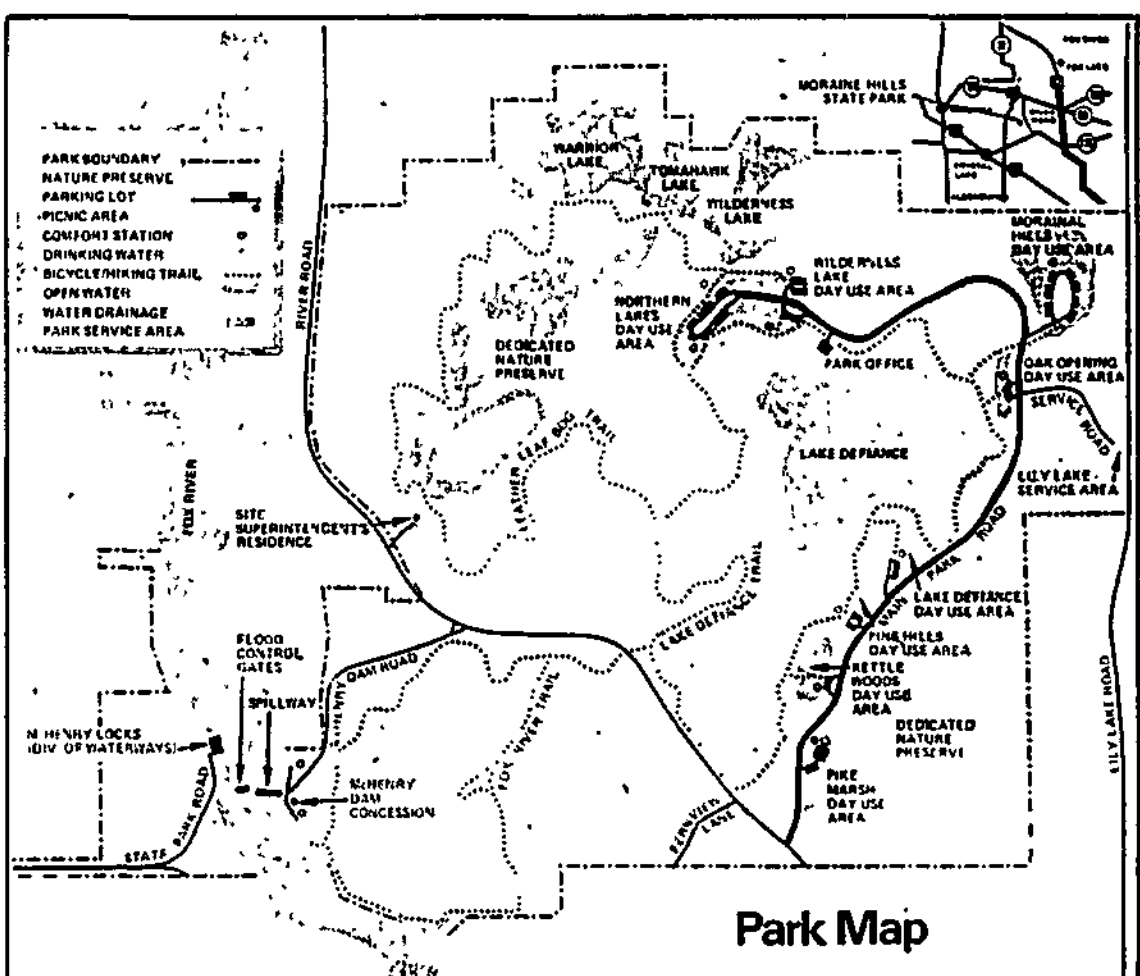 MORAINE HILLS
STATE PARK
FOX LAKE
PARK BOUNDARY
NATURE PRESERVE
PARKING LOT
PICNIC AREA
COMFORT STATION
DRINKING WATER
BICYCLE/HIKING TRAIL
OPEN WATER
WATER DRAINAGE
PARK SERVICE AREA
RIVER ROAD
FOX RIVER
WARRIOR
LAKE
TOMAHAWK
LAKE
WILDERNESS
LAKE
MORAINAL
HILLS
DAY USE AREA
WILDERNESS
LAKE
DAY USE AREA
NORTHERN
LAKES
DAY USE
AREA
PARK OFFICE
DEDICATED
NATURE
PRESERVE
OAK OPENING
DAY USE AREA
SERVICE ROAD
LILY LAKE
SERVICE AREA
LEATHER LEAF BOG TRAIL
LAKE DEFIANCE
SITE
SUPERINTENDENT'S
RESIDENCE
MAIN PARK ROAD
LAKE DEFIANCE
DAY USE AREA
LAKE DEFIANCE TRAIL
PINE HILLS
DAY USE AREA
KETTLE
WOODS
DAY USE
AREA
DEDICATED
NATURE
PRESERVE
PIKE
MARSH
DAY USE
AREA
FLOOD
CONTROL
GATES
SPILLWAY
McHENRY DAM ROAD
McHENRY LOCKS
(DIV. OF WATERWAYS)
McHENRY
DAM
CONCESSION
FOX RIVER TRAIL
STATE PARK ROAD
FERNVIEW
LANE
LILY LAKE ROAD
Park Map